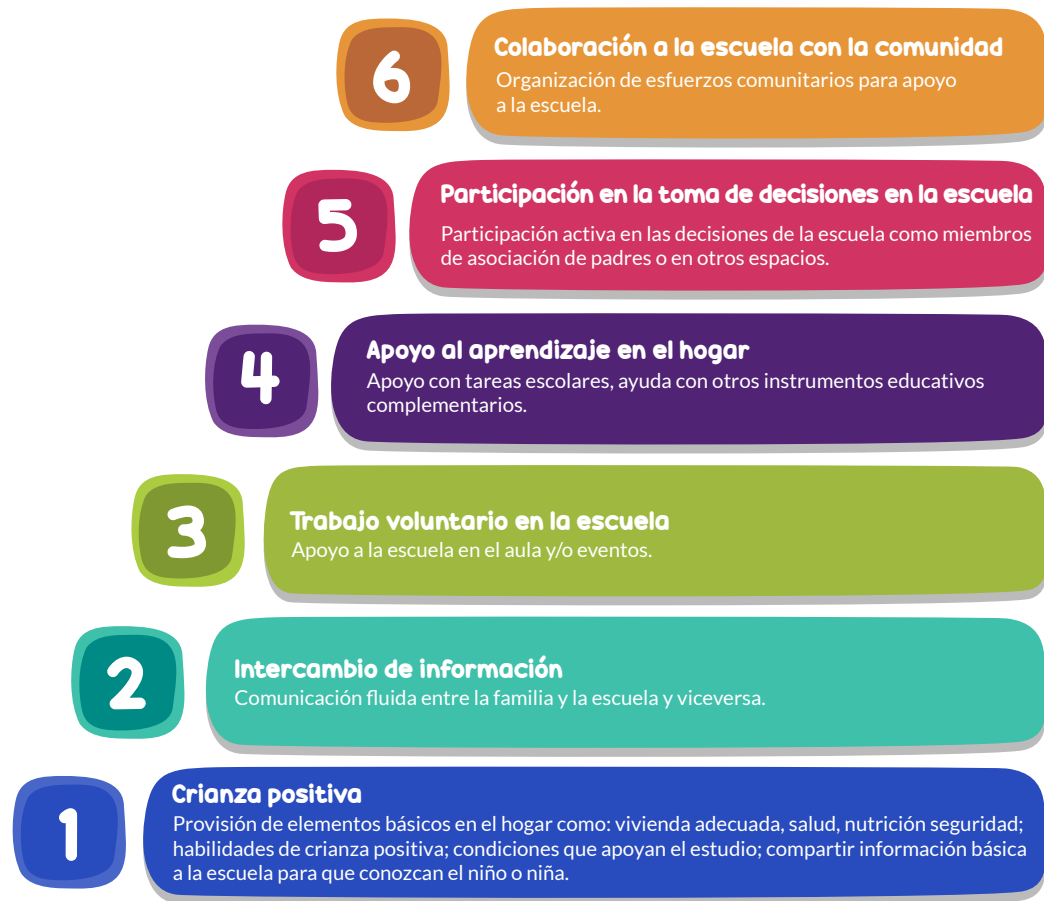 6
Colaboración a la escuela con la comunidad
Organización de esfuerzos comunitarios para apoyo
a la escuela.
5
Participación en la toma de decisiones en la escuela
Participación activa en las decisiones de la escuela como miembros
de asociación de padres o en otros espacios.
4
Apoyo al aprendizaje en el hogar
Apoyo con tareas escolares, ayuda con otros instrumentos educativos
complementarios.
3
Trabajo voluntario en la escuela
Apoyo a la escuela en el aula y/o eventos.
2
Intercambio de información
Comunicación fluida entre la familia y la escuela y viceversa.
1
Crianza positiva
Provisión de elementos básicos en el hogar como: vivienda adecuada, salud, nutrición seguridad;
habilidades de crianza positiva; condiciones que apoyan el estudio; compartir información básica
a la escuela para que conozcan el niño o niña.